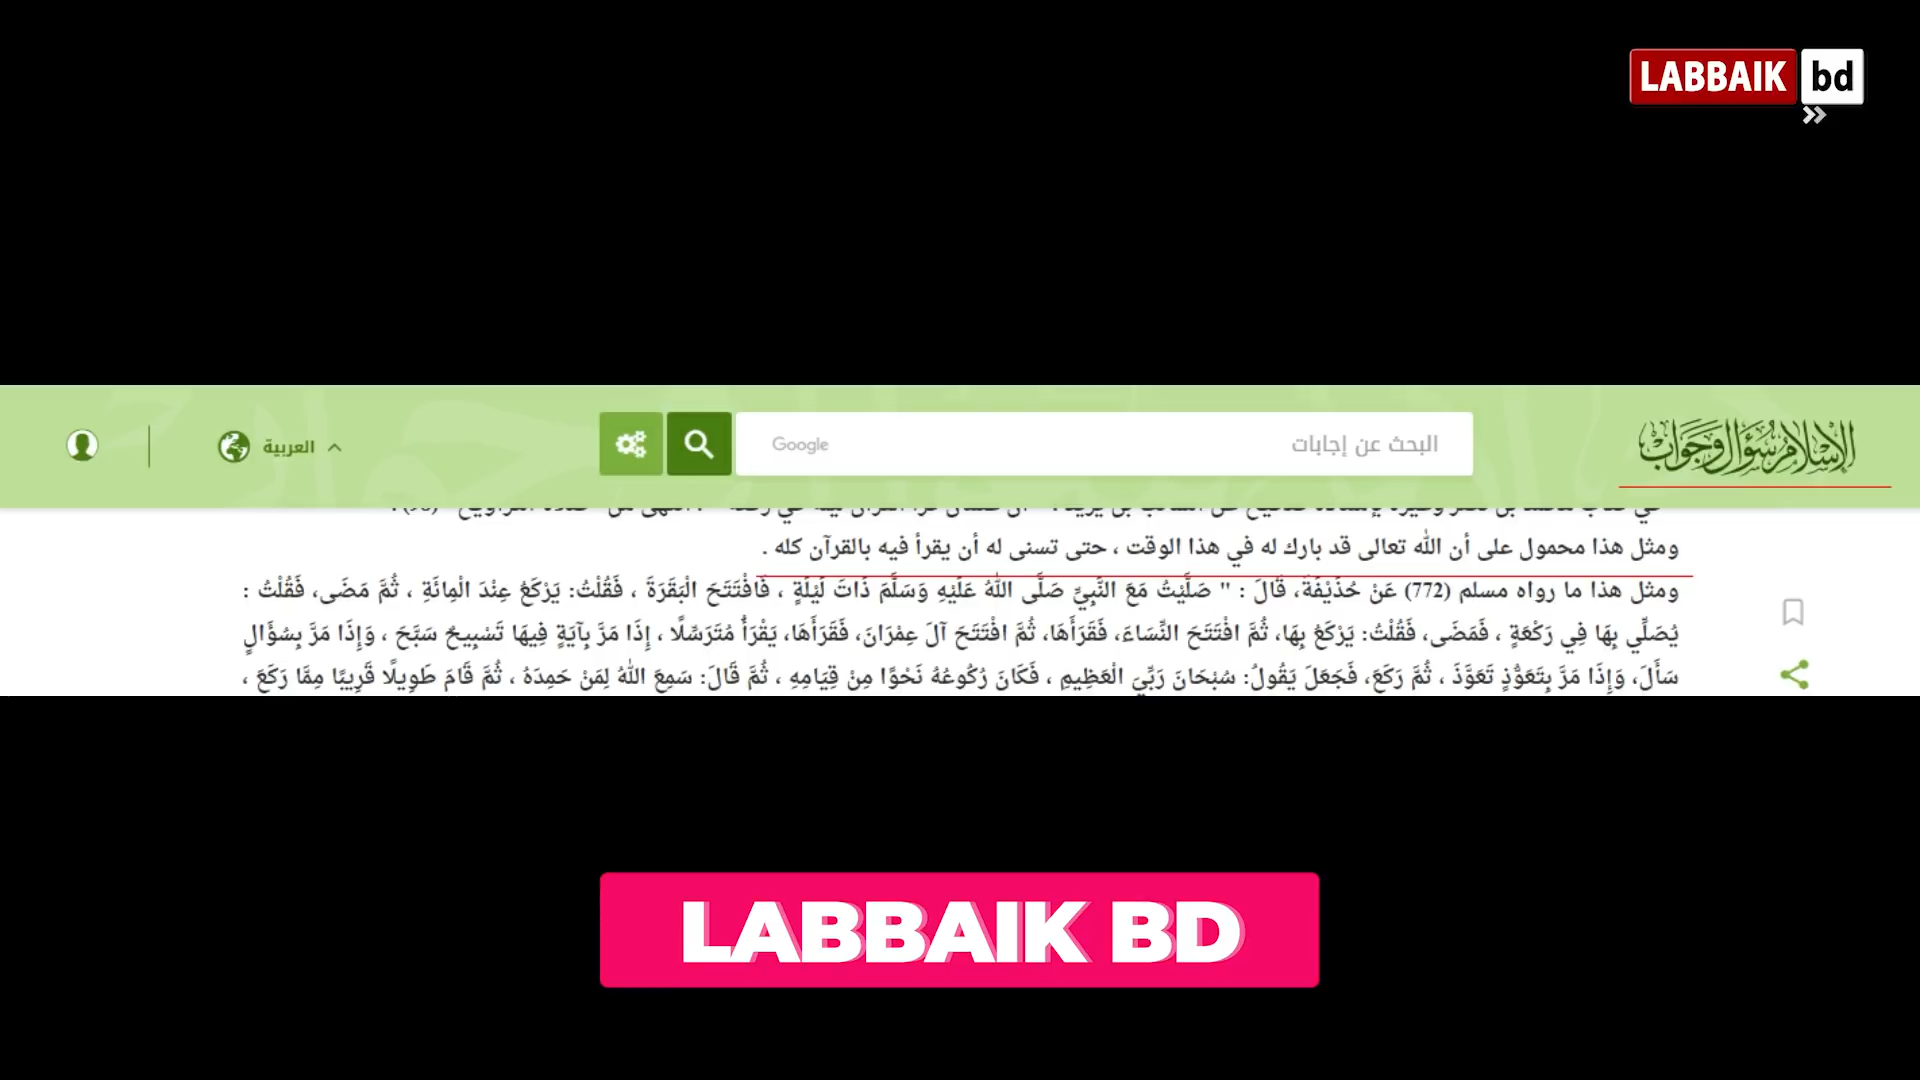 LABBAIK bd
الإسلام سؤال وجواب
البحث عن إجابات
Google
العربية
ومثل هذا محمول على أن الله تعالى قد بارك له في هذا الوقت ، حتى تسنى له أن يقرأ فيه بالقرآن كله .
ومثل هذا ما رواه مسلم (772) عَنْ حُذَيْفَةَ، قَالَ : " صَلَّيْتُ مَعَ النَّبِيِّ صَلَّى اللهُ عَلَيْهِ وَسَلَّمَ ذَاتَ لَيْلَةٍ ، فَافْتَتَحَ الْبَقَرَةَ ، فَقُلْتُ: يَرْكَعُ عِنْدَ الْمِائَةِ ، ثُمَّ مَضَى، فَقُلْتُ :
يُصَلِّي بِهَا فِي رَكْعَةٍ ، فَمَضَى، فَقُلْتُ: يَرْكَعُ بِهَا، ثُمَّ افْتَتَحَ النِّسَاءَ، فَقَرَأَهَا، ثُمَّ افْتَتَحَ آلَ عِمْرَانَ، فَقَرَأَهَا، يَقْرَأُ مُتَرَسِّلًا ، إِذَا مَرَّ بِآيَةٍ فِيهَا تَسْبِيحٌ سَبَّحَ ، وَإِذَا مَرَّ بِسُؤَالٍ
سَأَلَ، وَإِذَا مَرَّ بِتَعَوُّذٍ تَعَوَّذَ ، ثُمَّ رَكَعَ، فَجَعَلَ يَقُولُ: سُبْحَانَ رَبِّيَ الْعَظِيمِ ، فَكَانَ رُكُوعُهُ نَحْوًا مِنْ قِيَامِهِ ، ثُمَّ قَالَ: سَمِعَ اللهُ لِمَنْ حَمِدَهُ ، ثُمَّ قَامَ طَوِيلًا قَرِيبًا مِمَّا رَكَعَ ،
LABBAIK BD